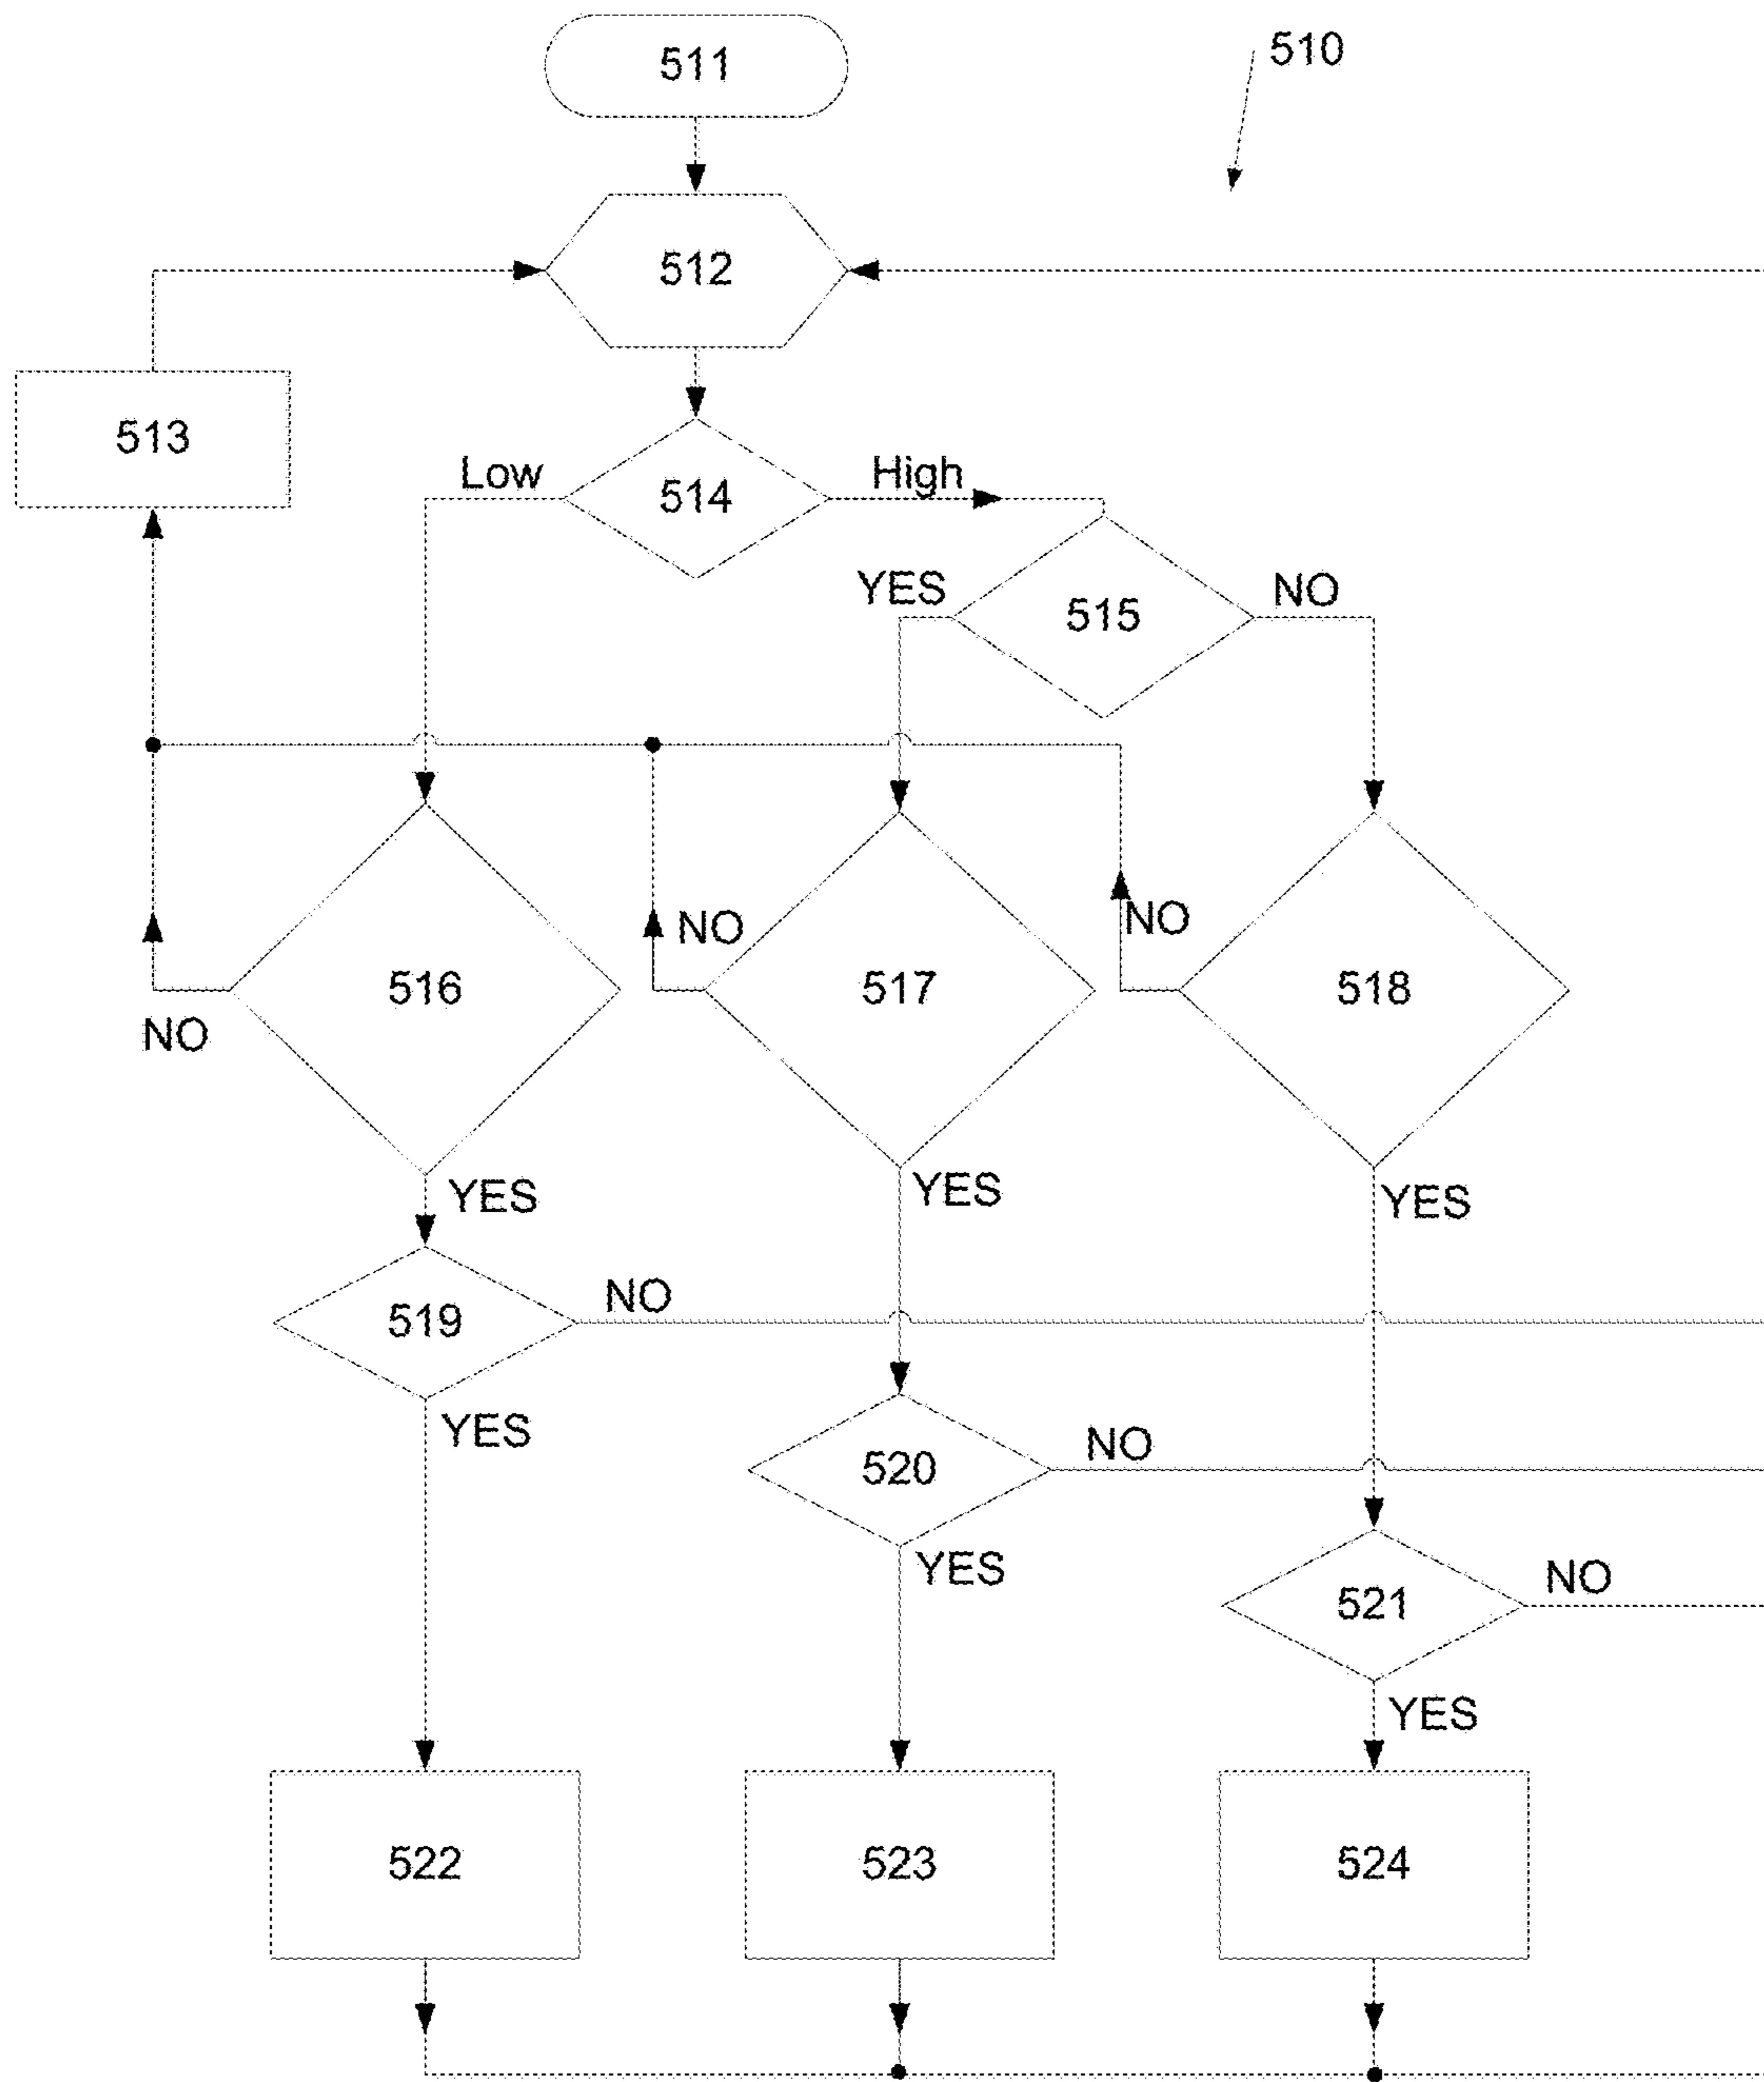 511
510
512
513
Low
514
High
YES
515
NO
NO
NO
516
517
518
NO
YES
YES
YES
519
NO
YES
520
NO
YES
521
NO
YES
522
523
524